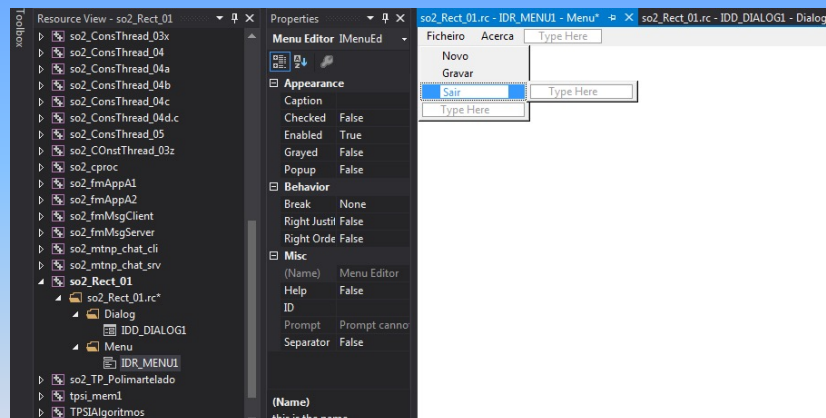 Toolbox
Resource View - so2_Rect_01
so2_ConsThread_03x
so2_ConsThread_04
so2_ConsThread_04a
so2_ConsThread_04b
so2_ConsThread_04c
so2_ConsThread_04d.c
so2_ConsThread_05
so2_COnstThread_03z
so2_cproc
so2_fmAppA1
so2_fmAppA2
so2_fmMsgClient
so2_fmMsgServer
so2_mtnp_chat_cli
so2_mtnp_chat_srv
so2_Rect_01
so2_Rect_01.rc*
Dialog
IDD_DIALOG1
Menu
IDR_MENU1
so2_TP_Polimartelado
tpsi_mem1
TPSIAlgoritmos
Properties
Menu Editor IMenuEd
Appearance
Caption
Checked False
Enabled True
Grayed False
Popup False
Behavior
Break None
Right Justif False
Right Orde False
Misc
(Name) Menu Editor
Help False
ID
Prompt Prompt canno
Separator False
(Name)
this is the name
so2_Rect_01.rc - IDR_MENU1 - Menu* so2_Rect_01.rc - IDD_DIALOG1 - Dialog
Ficheiro Acerca Type Here
Novo
Gravar
Sair Type Here
Type Here